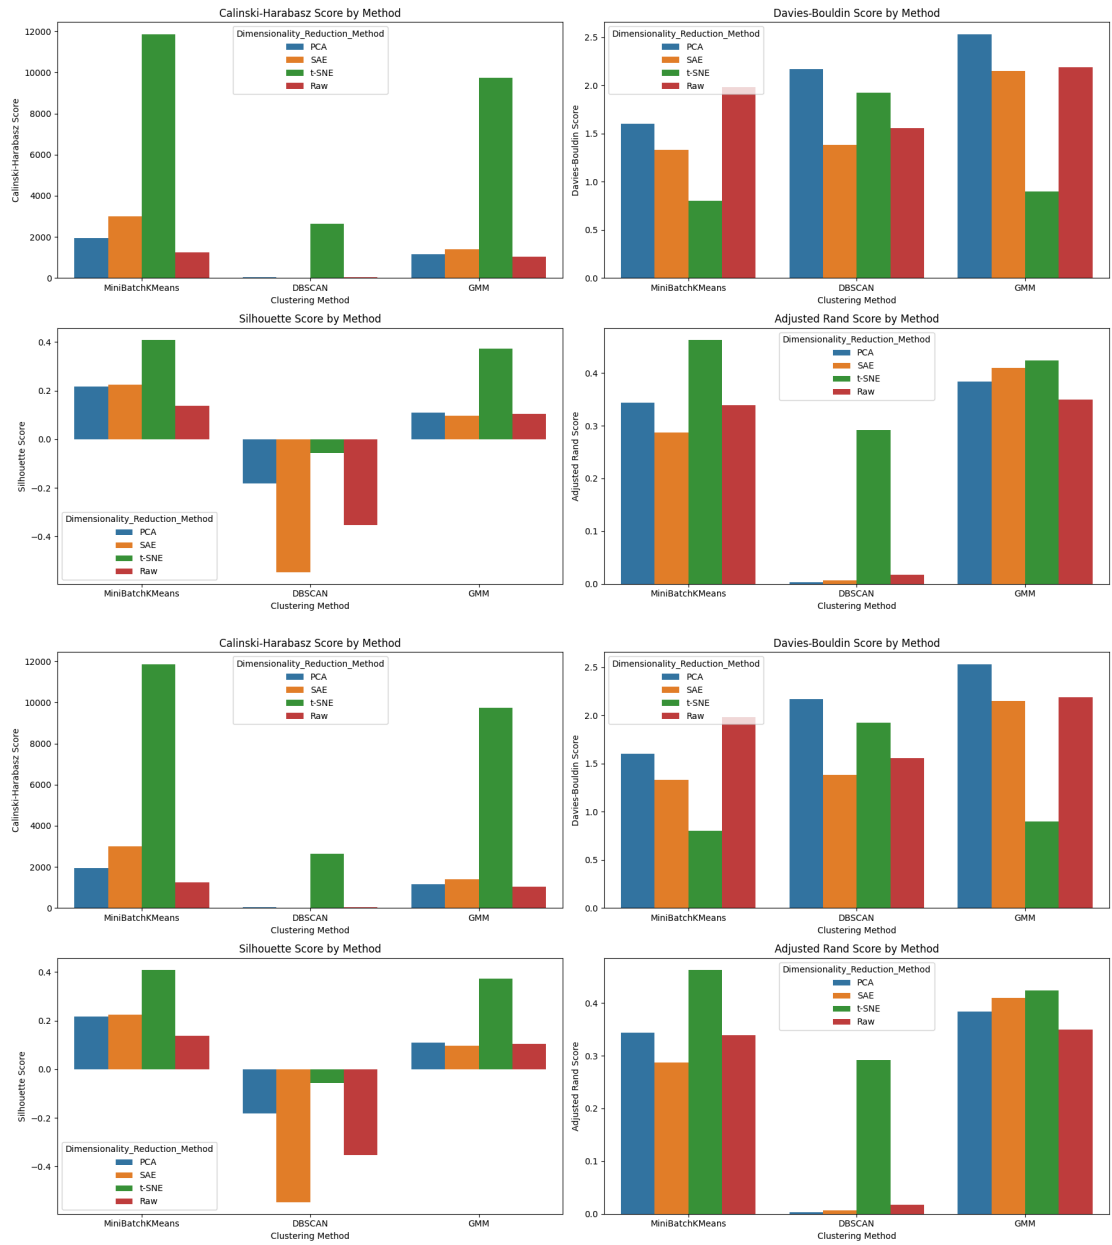 Calinski-Harabasz Score by Method
Calinski-Harabasz Score
12000
10000
8000
6000
4000
2000
0
Dimensionality_Reduction_Method
PCA
SAE
t-SNE
Raw
MiniBatchKMeans
DBSCAN
GMM
Clustering Method
Davies-Bouldin Score by Method
Davies-Bouldin Score
2.5
2.0
1.5
1.0
0.5
0.0
Dimensionality_Reduction_Method
PCA
SAE
t-SNE
Raw
MiniBatchKMeans
DBSCAN
GMM
Clustering Method
Silhouette Score by Method
Silhouette Score
0.4
0.2
0.0
−0.2
−0.4
Dimensionality_Reduction_Method
PCA
SAE
t-SNE
Raw
MiniBatchKMeans
DBSCAN
GMM
Clustering Method
Adjusted Rand Score by Method
Adjusted Rand Score
0.4
0.3
0.2
0.1
0.0
Dimensionality_Reduction_Method
PCA
SAE
t-SNE
Raw
MiniBatchKMeans
DBSCAN
GMM
Clustering Method
Calinski-Harabasz Score by Method
Calinski-Harabasz Score
12000
10000
8000
6000
4000
2000
0
Dimensionality_Reduction_Method
PCA
SAE
t-SNE
Raw
MiniBatchKMeans
DBSCAN
GMM
Clustering Method
Davies-Bouldin Score by Method
Davies-Bouldin Score
2.5
2.0
1.5
1.0
0.5
0.0
Dimensionality_Reduction_Method
PCA
SAE
t-SNE
Raw
MiniBatchKMeans
DBSCAN
GMM
Clustering Method
Silhouette Score by Method
Silhouette Score
0.4
0.2
0.0
−0.2
−0.4
Dimensionality_Reduction_Method
PCA
SAE
t-SNE
Raw
MiniBatchKMeans
DBSCAN
GMM
Clustering Method
Adjusted Rand Score by Method
Adjusted Rand Score
0.4
0.3
0.2
0.1
0.0
Dimensionality_Reduction_Method
PCA
SAE
t-SNE
Raw
MiniBatchKMeans
DBSCAN
GMM
Clustering Method